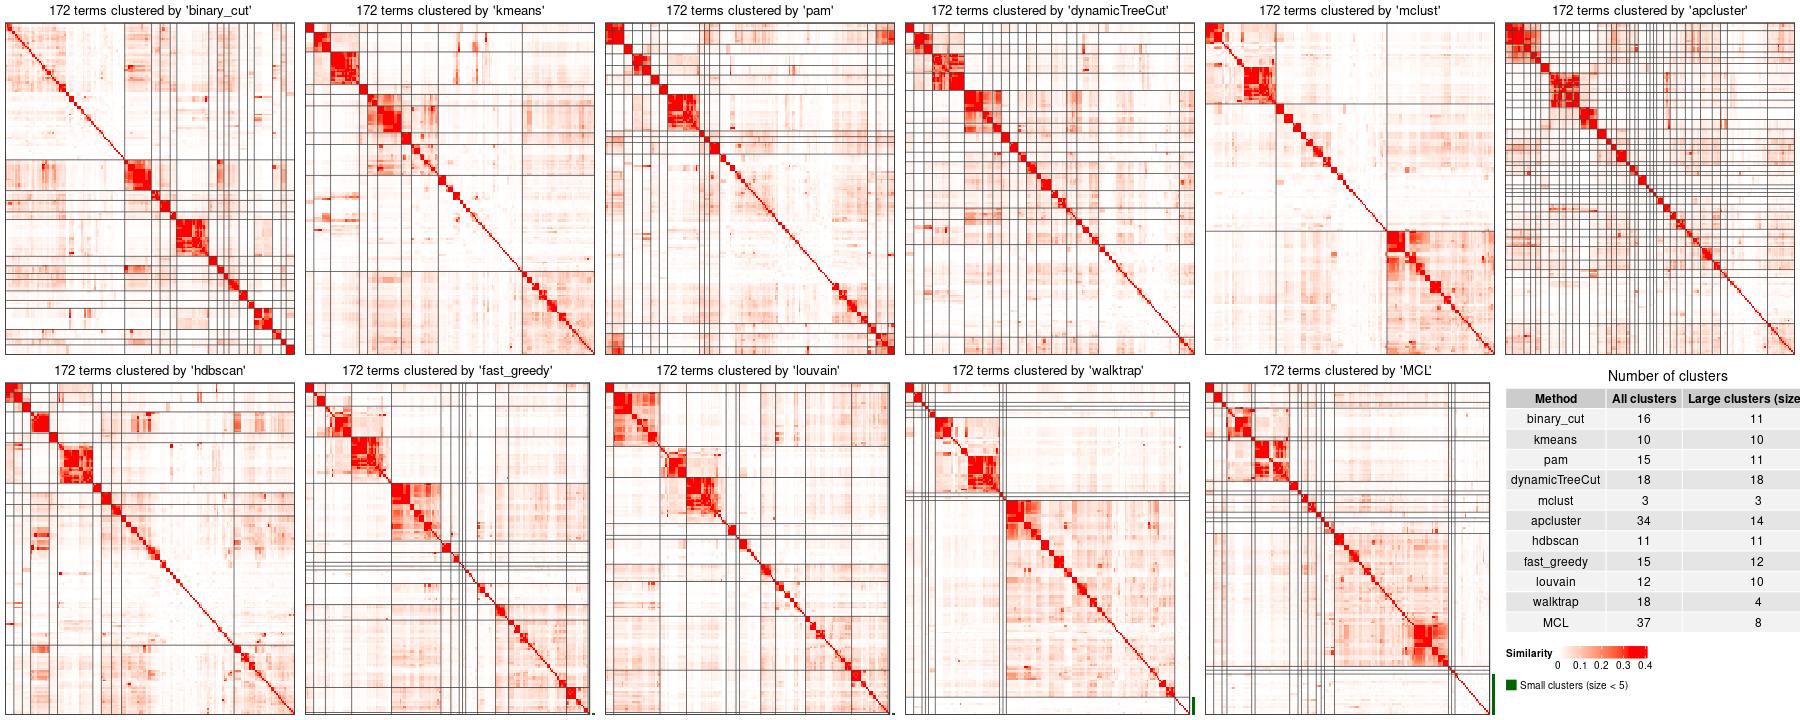 172 terms clustered by 'binary_cut'
172 terms clustered by 'kmeans'
172 terms clustered by 'pam'
172 terms clustered by 'dynamicTreeCut'
172 terms clustered by 'mclust'
172 terms clustered by 'apcluster'
172 terms clustered by 'hdbscan'
172 terms clustered by 'fast_greedy'
172 terms clustered by 'louvain'
172 terms clustered by 'walktrap'
172 terms clustered by 'MCL'
Number of clusters
Method All clusters Large clusters (size
binary_cut 16 11
kmeans 10 10
pam 15 11
dynamicTreeCut 18 18
mclust 3 3
apcluster 34 14
hdbscan 11 11
fast_greedy 15 12
louvain 12 10
walktrap 18 4
MCL 37 8
Similarity
0 0.1 0.2 0.3 0.4
Small clusters (size < 5)